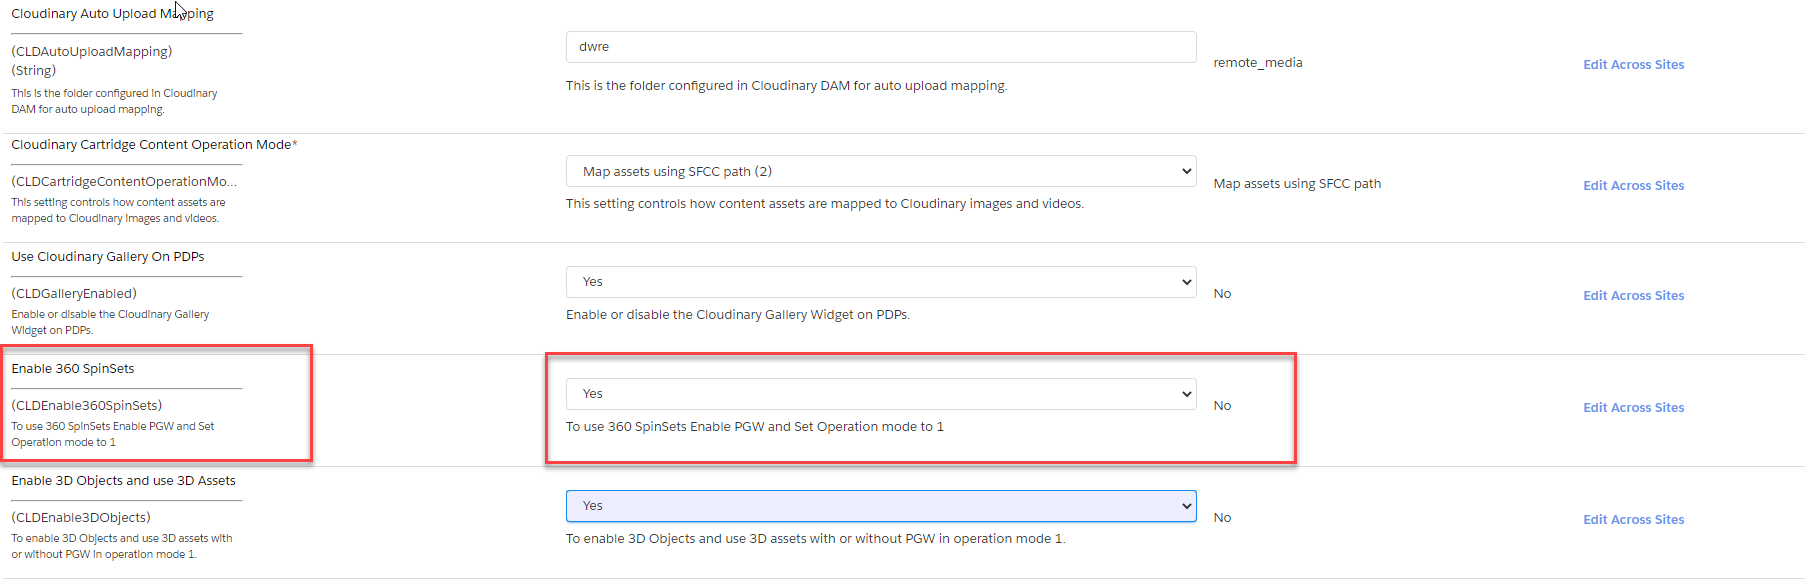 Cloudinary Auto Upload Mapping
(CLDAutoUploadMapping)
(String)
This is the folder configured in Cloudinary
DAM for auto upload mapping.
dwre
This is the folder configured in Cloudinary DAM for auto upload mapping.
remote_media
Edit Across Sites
Cloudinary Cartridge Content Operation Mode*
(CLDCartridgeContentOperationMo...
This setting controls how content assets are
mapped to Cloudinary images and videos.
Map assets using SFCC path (2)
This setting controls how content assets are mapped to Cloudinary images and videos.
Map assets using SFCC path
Edit Across Sites
Use Cloudinary Gallery On PDPs
(CLDGalleryEnabled)
Enable or disable the Cloudinary Gallery
Widget on PDPs.
Yes
Enable or disable the Cloudinary Gallery Widget on PDPs.
No
Edit Across Sites
Enable 360 SpinSets
(CLDEnable360SpinSets)
To use 360 SpinSets Enable PGW and Set
Operation mode to 1
Yes
To use 360 SpinSets Enable PGW and Set Operation mode to 1
No
Edit Across Sites
Enable 3D Objects and use 3D Assets
(CLDEnable3DObjects)
To enable 3D Objects and use 3D assets with
or without PGW in operation mode 1.
Yes
To enable 3D Objects and use 3D assets with or without PGW in operation mode 1.
No
Edit Across Sites